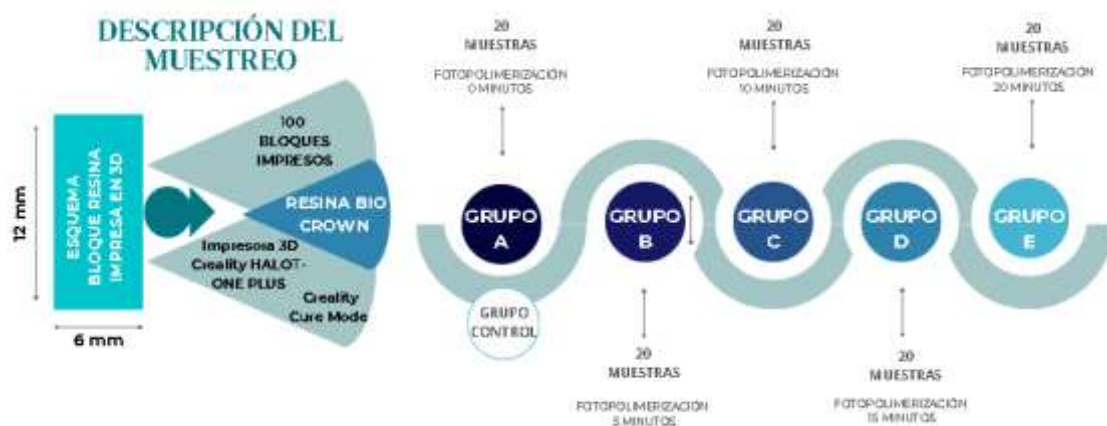 DESCRIPCIÓN DEL
MUESTREO
12 mm
ESQUEMA
BLOQUE RESINA
IMPRESA EN 3D
6 mm
100
BLOQUES
IMPRESOS
RESINA BIO
CROWN
Impresora 3D
Creality HALOT-
ONE PLUS
Creality
Cure Mode
20
MUESTRAS
FOTOPOLIMERIZACIÓN
0 MINUTOS
GRUPO
A
GRUPO
CONTROL
GRUPO
B
20
MUESTRAS
FOTOPOLIMERIZACIÓN
5 MINUTOS
20
MUESTRAS
FOTOPOLIMERIZACIÓN
10 MINUTOS
GRUPO
C
GRUPO
D
20
MUESTRAS
FOTOPOLIMERIZACIÓN
15 MINUTOS
20
MUESTRAS
FOTOPOLIMERIZACIÓN
20 MINUTOS
GRUPO
E